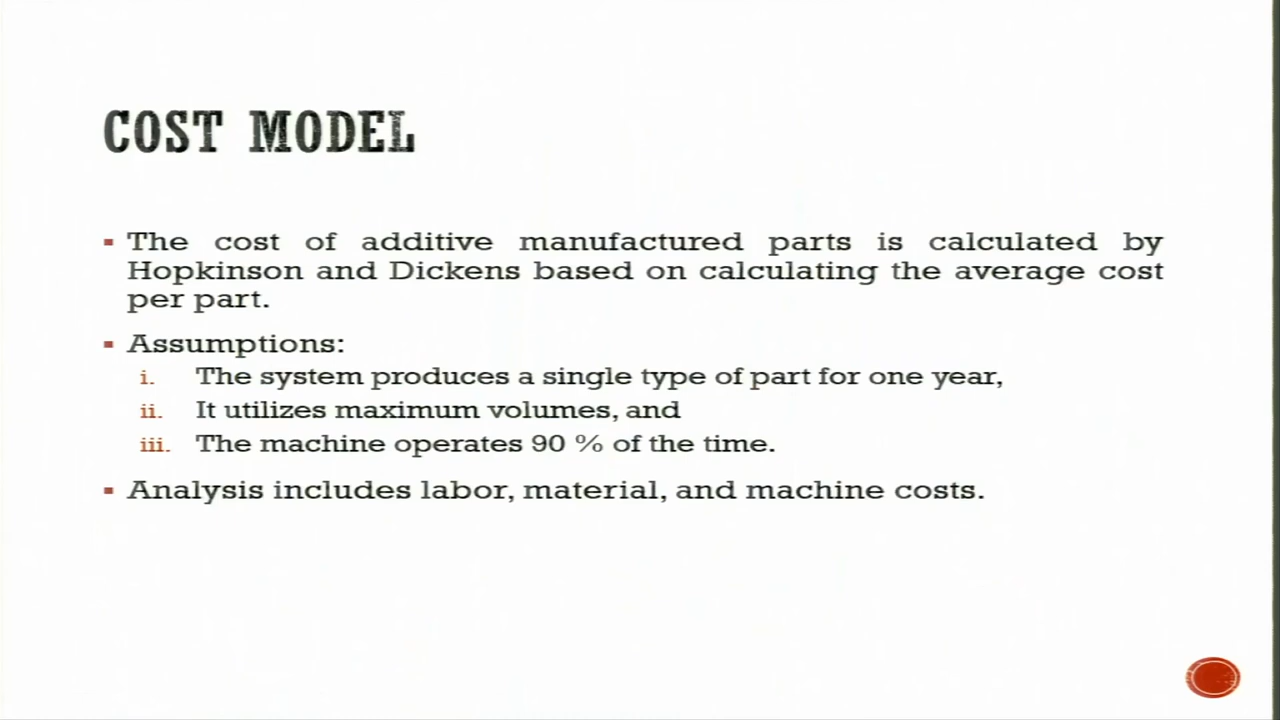 COST MODEL
▪ The cost of additive manufactured parts is calculated by
Hopkinson and Dickens based on calculating the average cost
per part.
▪ Assumptions:
i. The system produces a single type of part for one year,
ii. It utilizes maximum volumes, and
iii. The machine operates 90 % of the time.
▪ Analysis includes labor, material, and machine costs.